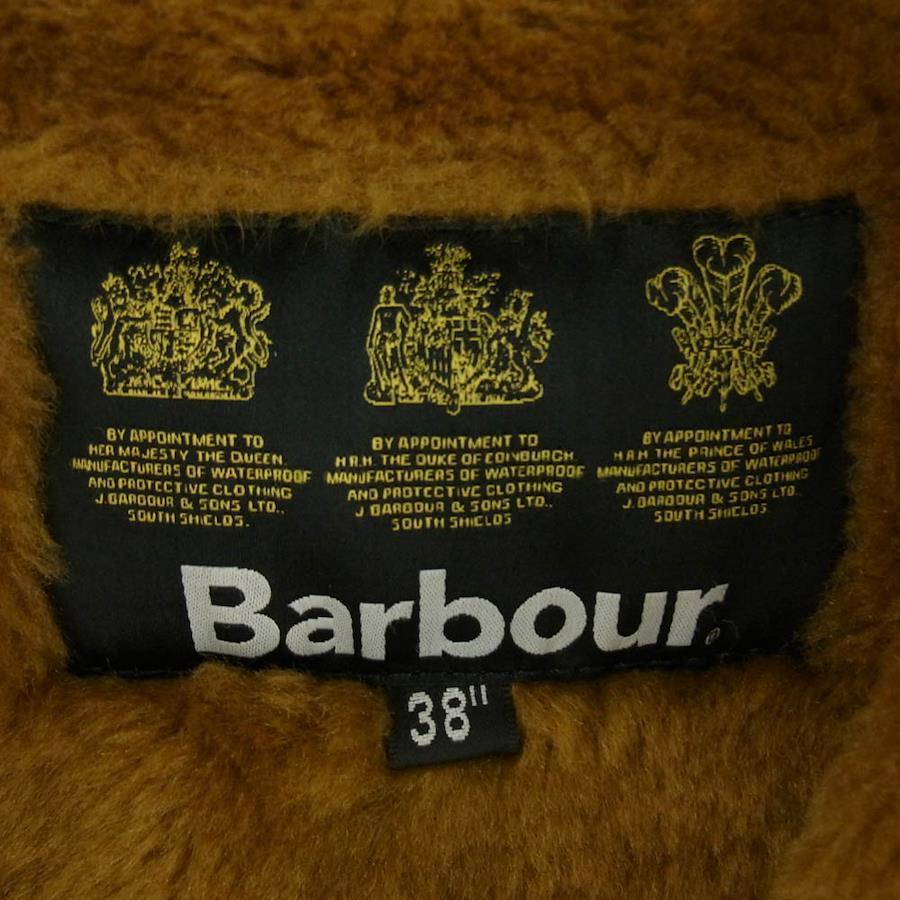 BY APPOINTMENT TO
HER MAJESTY THE QUEEN
MANUFACTURERS OF WATERPROOF
AND PROTECTIVE CLOTHING
J. BARBOUR & SONS LTD.,
SOUTH SHIELDS.
BY APPOINTMENT TO
H.R.H. THE DUKE OF EDINBURGH
MANUFACTURERS OF WATERPROOF
AND PROTECTIVE CLOTHING
J. BARBOUR & SONS LTD.,
SOUTH SHIELDS
BY APPOINTMENT TO
H.R.H. THE PRINCE OF WALES
MANUFACTURERS OF WATERPROOF
AND PROTECTIVE CLOTHING
J. BARBOUR & SONS LTD.,
SOUTH SHIELDS
Barbour
38"